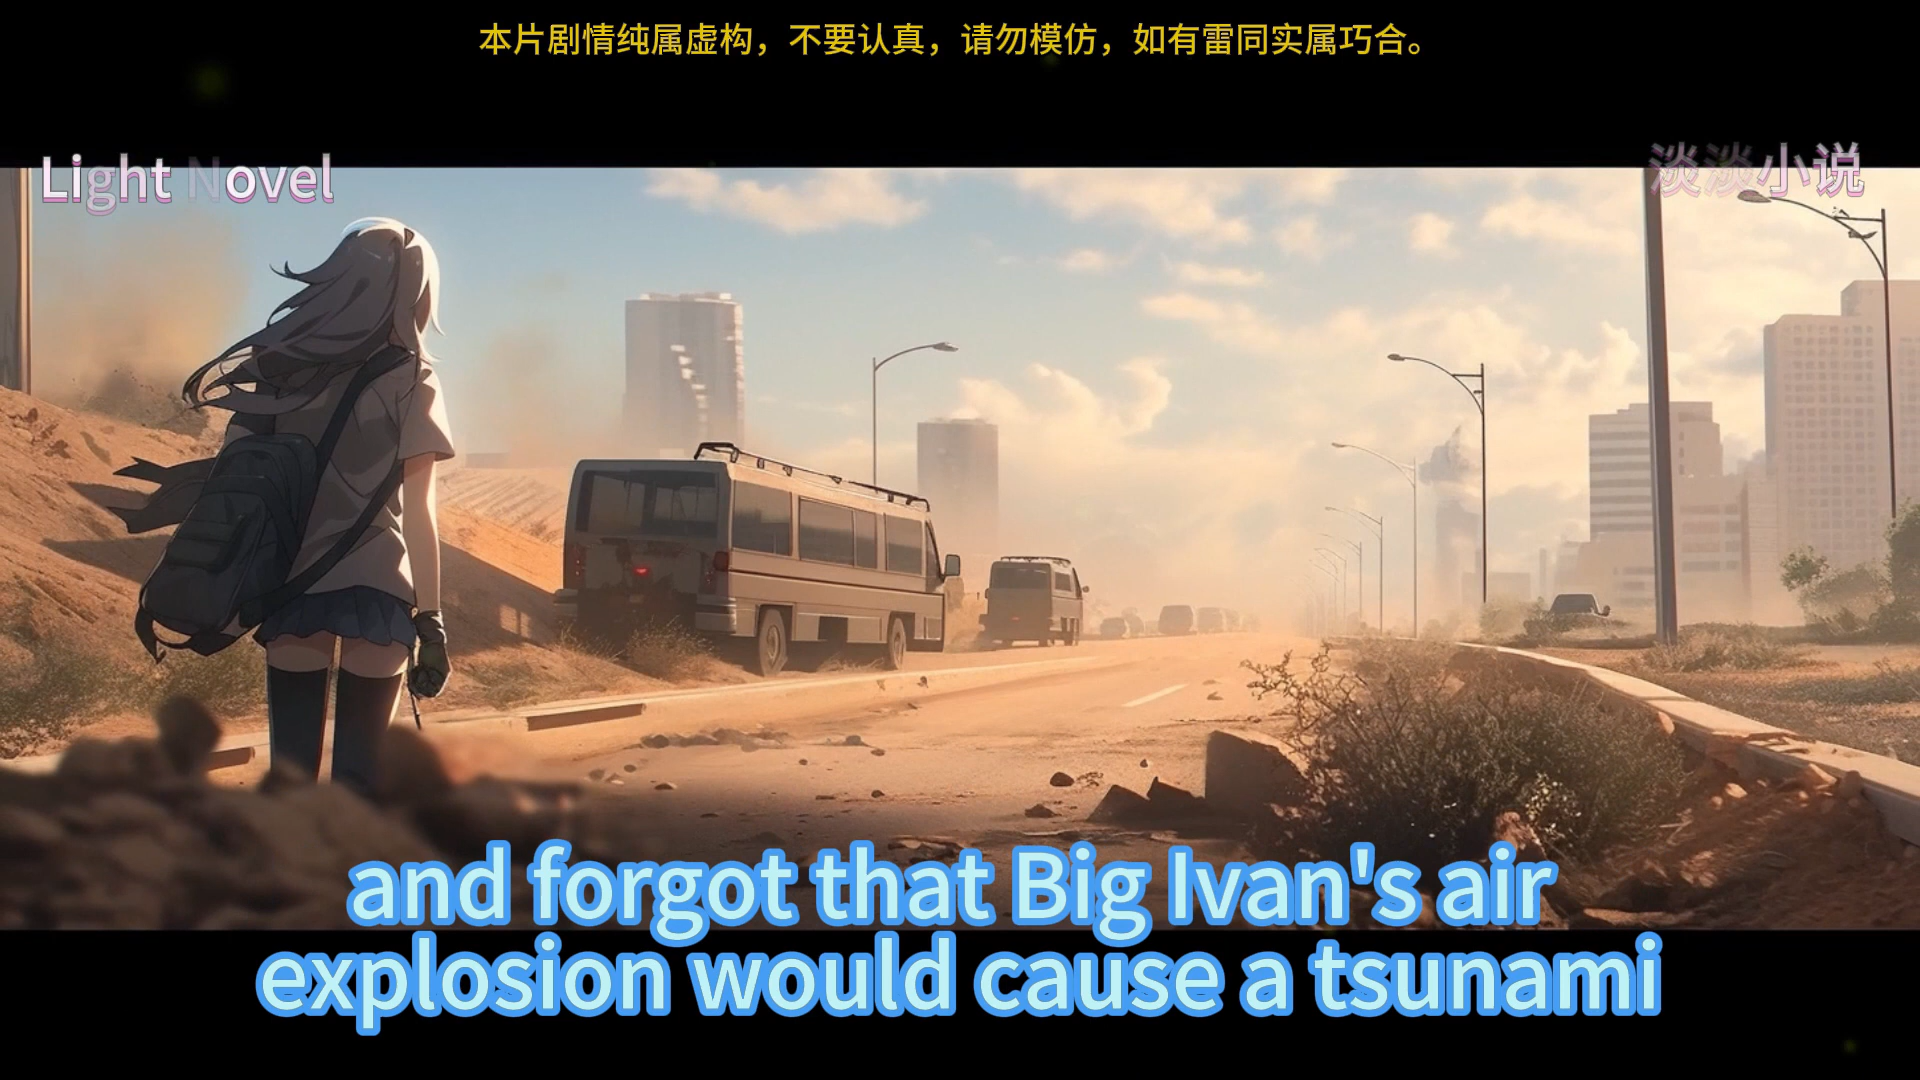 本片剧情纯属虚构，不要认真，请勿模仿，如有雷同实属巧合。
Light Novel
淡淡小说
and forgot that Big Ivan's air
explosion would cause a tsunami